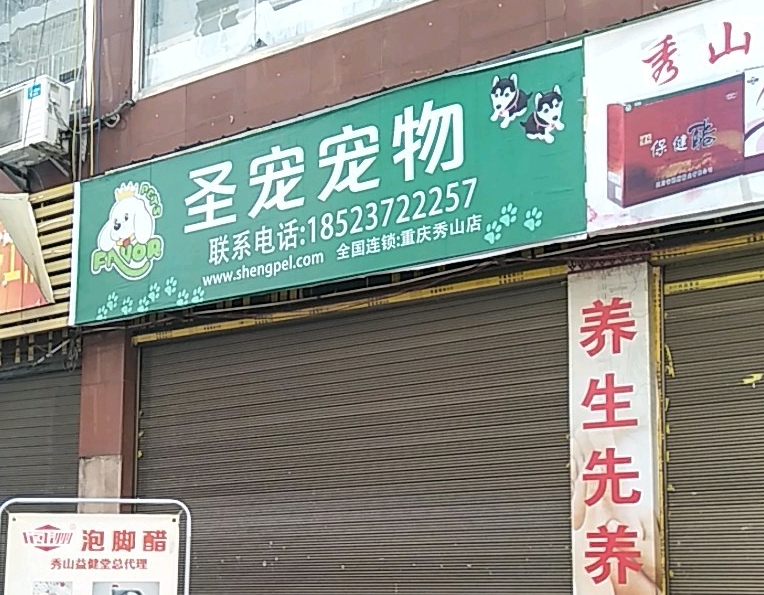 圣宠宠物
联系电话:18523722257
www.shengpel.com 全国连锁:重庆秀山店
PET'S
FAVOR
秀山
保健醋
养生先养
泡脚醋
秀山益健堂总代理